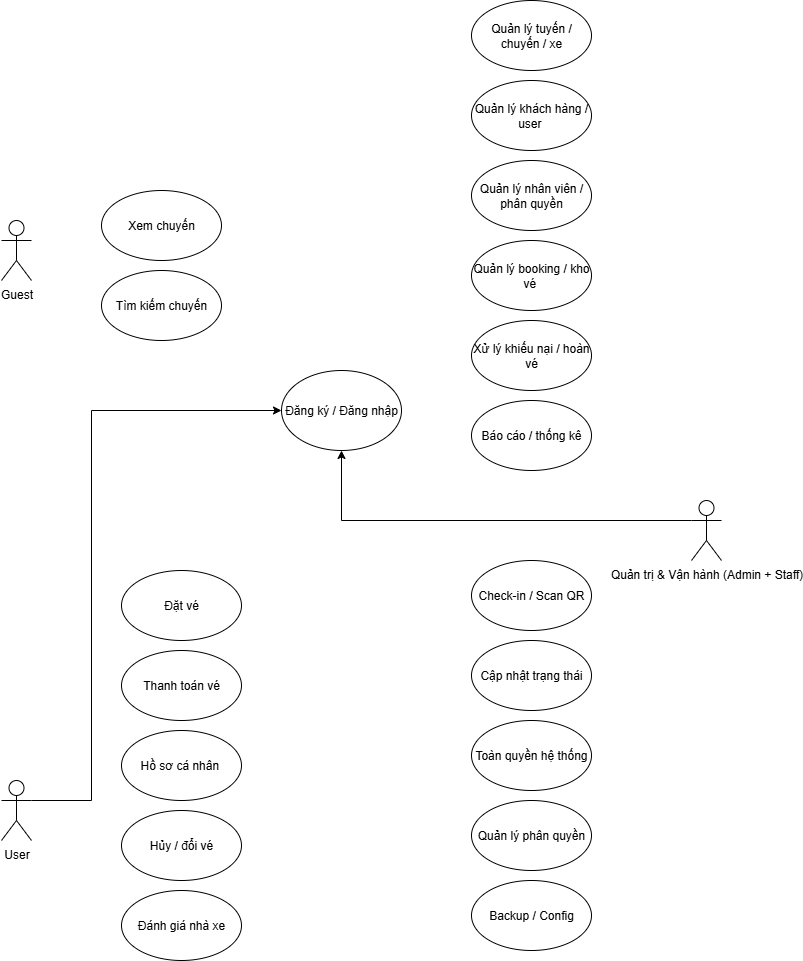 Quản lý tuyến /
chuyến / xe
Quản lý khách hàng /
user
Quản lý nhân viên /
phân quyền
Quản lý booking / kho
vé
Xử lý khiếu nại / hoàn
vé
Báo cáo / thống kê
Xem chuyến
Tìm kiếm chuyến
Guest
Đăng ký / Đăng nhập
Quản trị & Vận hành (Admin + Staff)
Đặt vé
Thanh toán vé
Hồ sơ cá nhân
Hủy / đổi vé
Đánh giá nhà xe
User
Check-in / Scan QR
Cập nhật trạng thái
Toàn quyền hệ thống
Quản lý phân quyền
Backup / Config